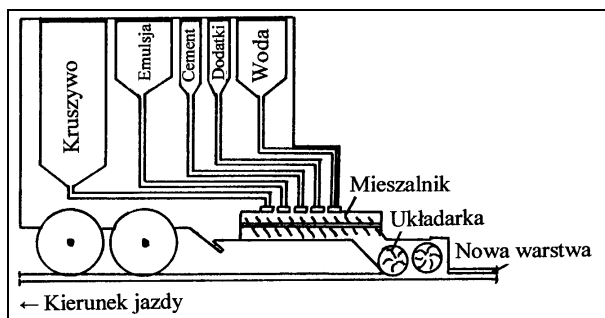 Kruszywo
Emulsja
Cement
Dodatki
Woda
Mieszalnik
Układarka
Nowa warstwa
← Kierunek jazdy